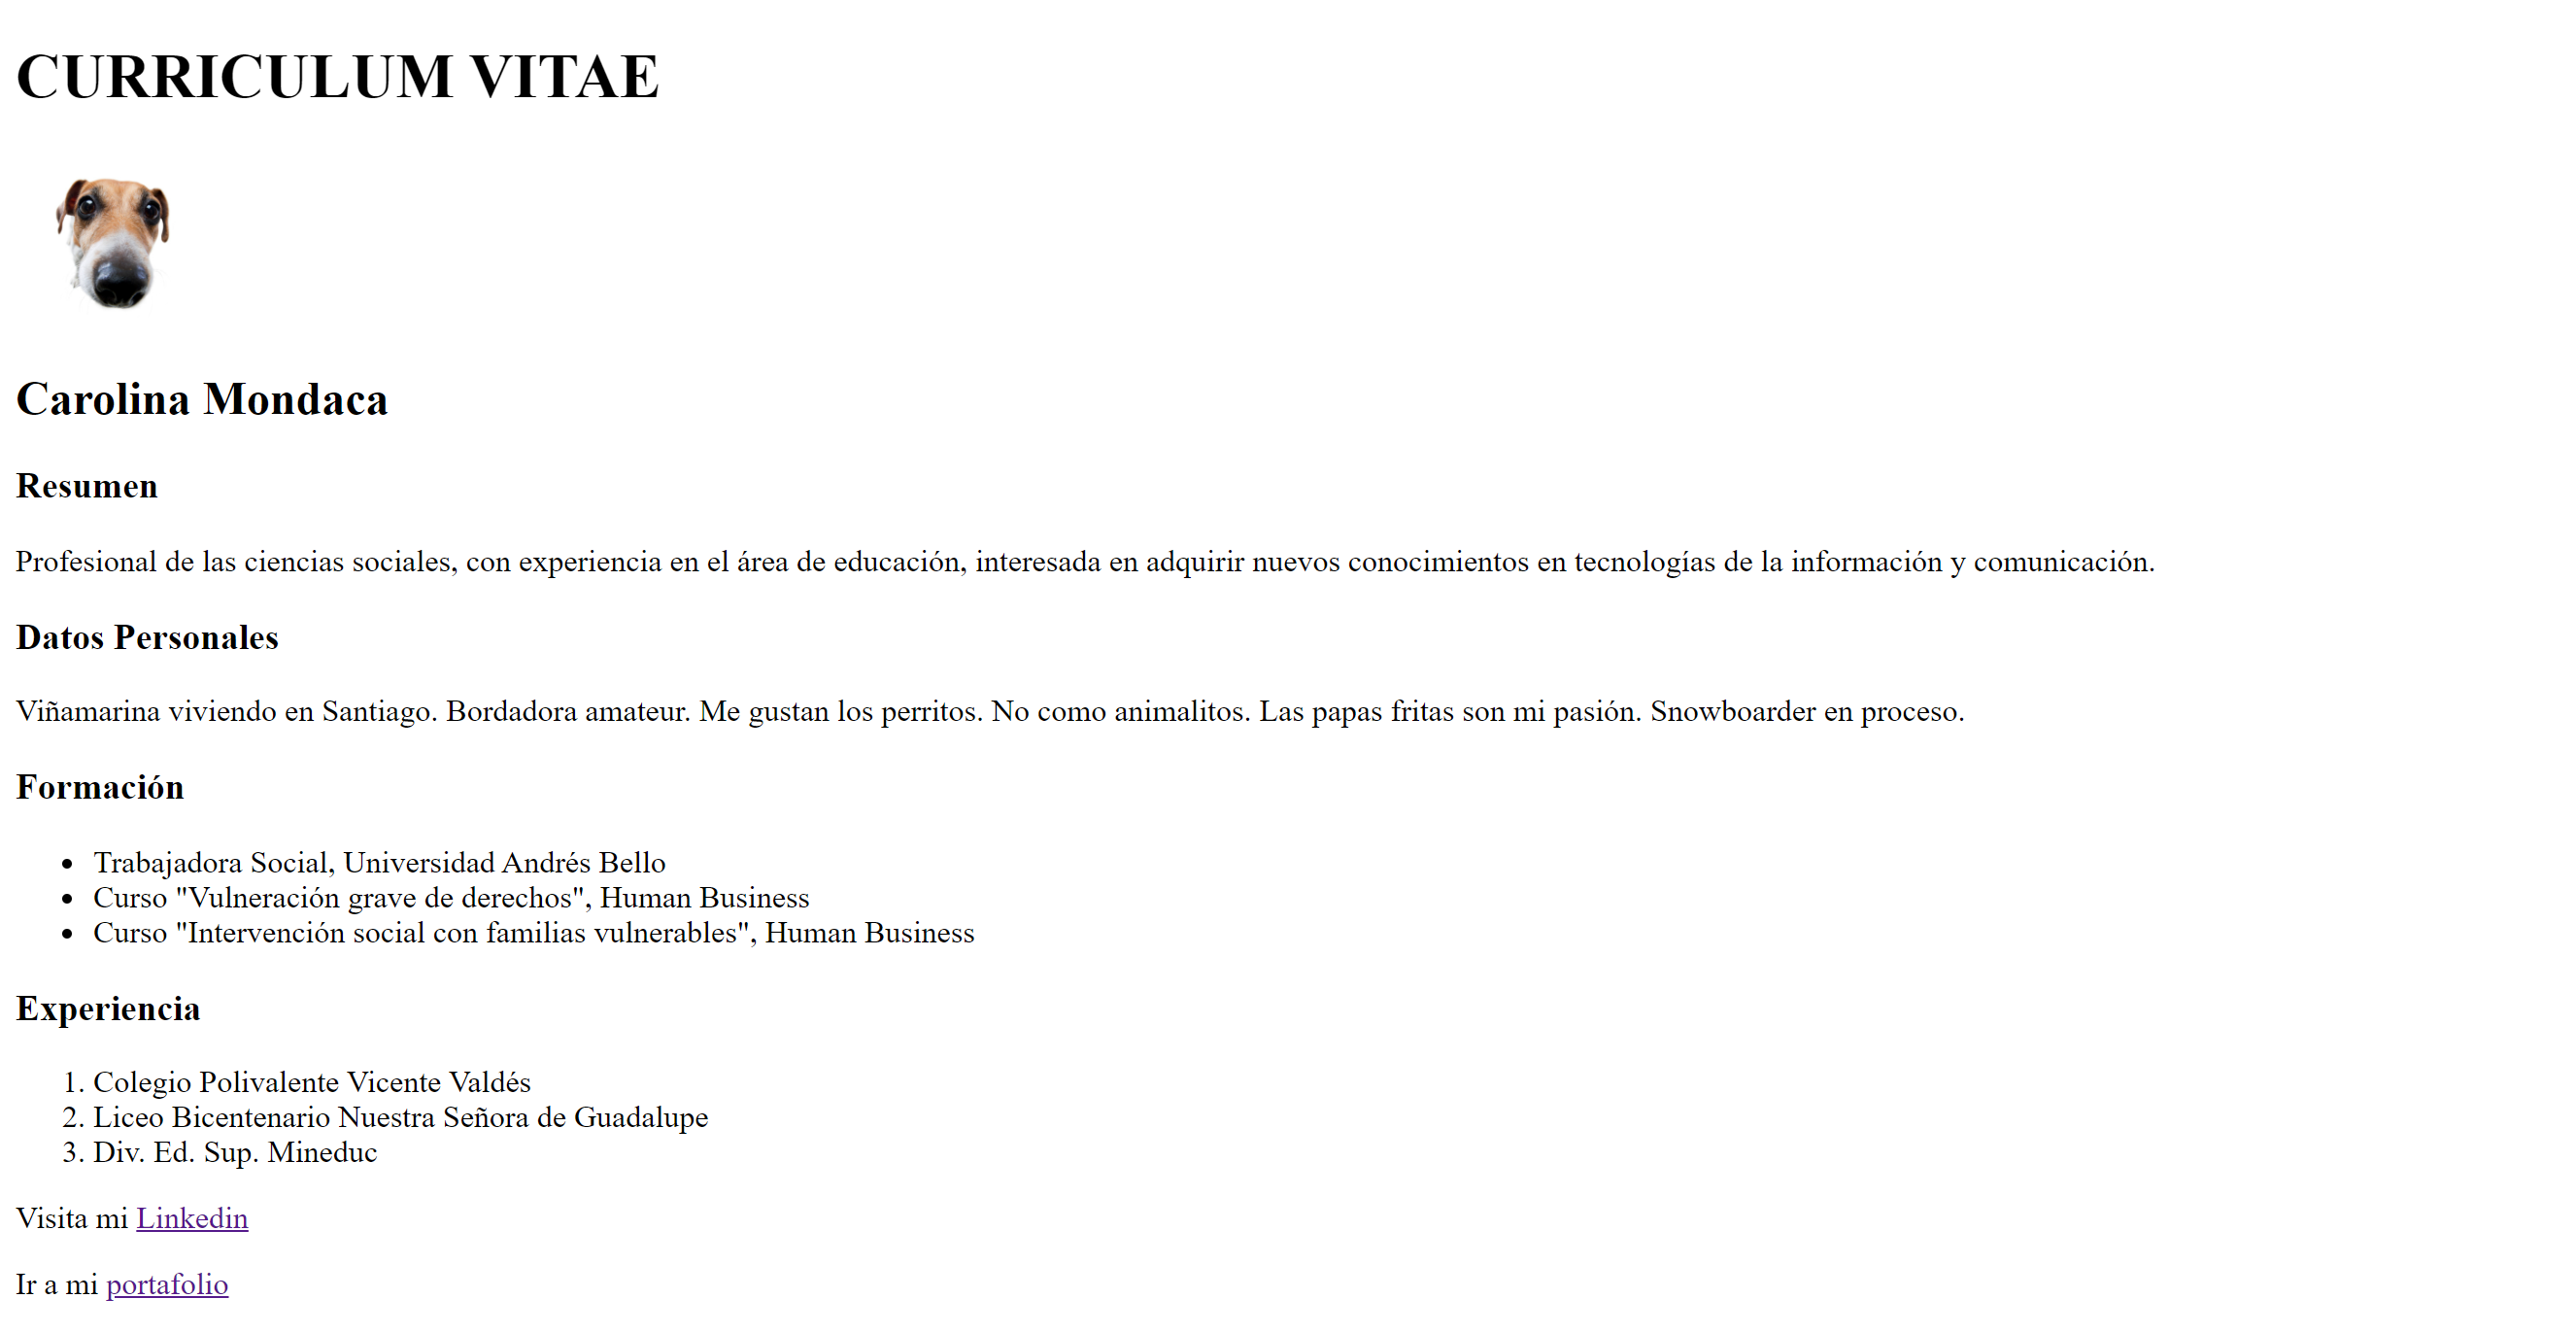 CURRICULUM VITAE
Carolina Mondaca
Resumen
Profesional de las ciencias sociales, con experiencia en el área de educación, interesada en adquirir nuevos conocimientos en tecnologías de la información y comunicación.
Datos Personales
Viñamarina viviendo en Santiago. Bordadora amateur. Me gustan los perritos. No como animalitos. Las papas fritas son mi pasión. Snowboarder en proceso.
Formación
• Trabajadora Social, Universidad Andrés Bello
• Curso "Vulneración grave de derechos", Human Business
• Curso "Intervención social con familias vulnerables", Human Business
Experiencia
1. Colegio Polivalente Vicente Valdés
2. Liceo Bicentenario Nuestra Señora de Guadalupe
3. Div. Ed. Sup. Mineduc
Visita mi Linkedin
Ir a mi portafolio